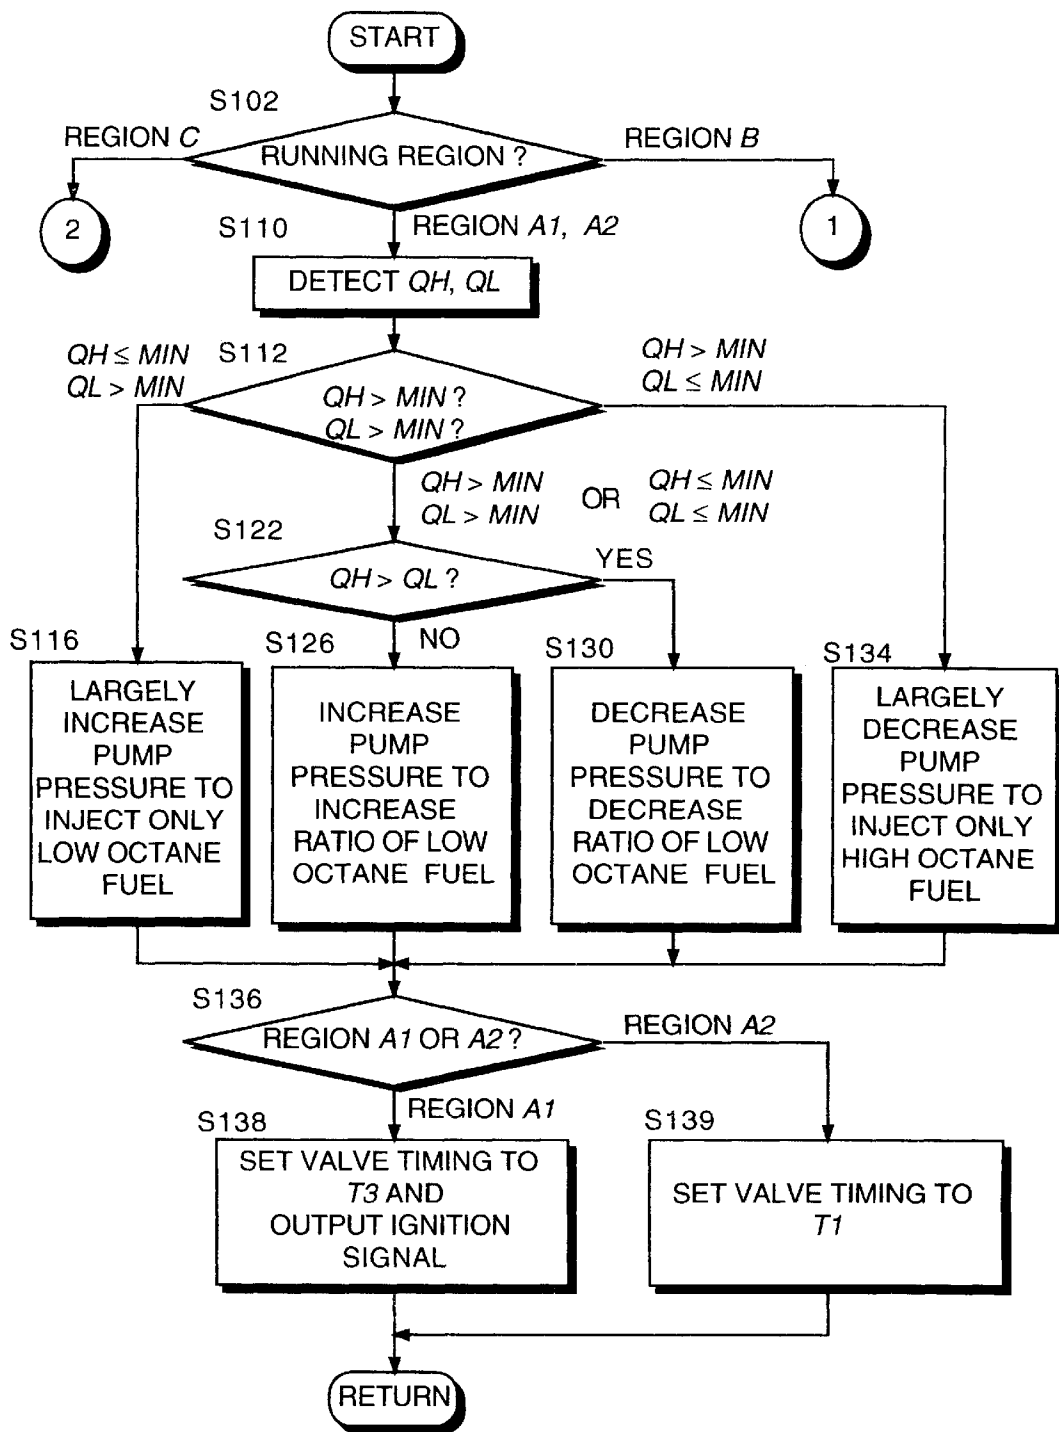 START
S102
REGION C
RUNNING REGION ?
REGION B
2
1
S110
REGION A1, A2
DETECT QH, QL
QH ≤ MIN
QL > MIN
S112
QH > MIN ?
QL > MIN ?
QH > MIN
QL ≤ MIN
QH > MIN
QL > MIN
OR
QH ≤ MIN
QL ≤ MIN
S122
QH > QL ?
YES
NO
S116
LARGELY
INCREASE
PUMP
PRESSURE TO
INJECT ONLY
LOW OCTANE
FUEL
S126
INCREASE
PUMP
PRESSURE TO
INCREASE
RATIO OF LOW
OCTANE FUEL
S130
DECREASE
PUMP
PRESSURE TO
DECREASE
RATIO OF LOW
OCTANE FUEL
S134
LARGELY
DECREASE
PUMP
PRESSURE TO
INJECT ONLY
HIGH OCTANE
FUEL
S136
REGION A1 OR A2 ?
REGION A2
REGION A1
S138
SET VALVE TIMING TO
T3 AND
OUTPUT IGNITION
SIGNAL
S139
SET VALVE TIMING TO
T1
RETURN